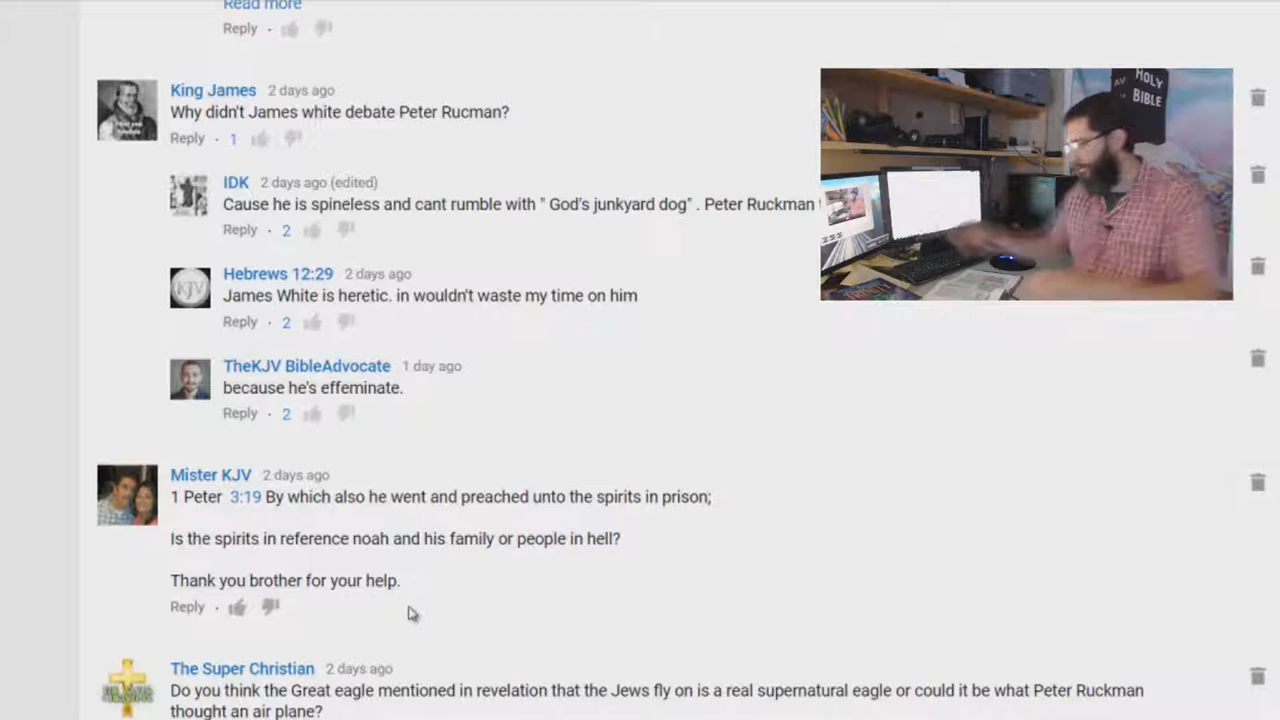 Read more
Reply
King James 2 days ago
Why didn't James white debate Peter Rucman?
Reply · 1
IDK 2 days ago (edited)
Cause he is spineless and cant rumble with " God's junkyard dog" . Peter Ruckman
Reply · 2
Hebrews 12:29 2 days ago
James White is heretic. in wouldn't waste my time on him
Reply · 2
TheKJV BibleAdvocate 1 day ago
because he's effeminate.
Reply · 2
Mister KJV 2 days ago
1 Peter 3:19 By which also he went and preached unto the spirits in prison;
Is the spirits in reference noah and his family or people in hell?
Thank you brother for your help.
Reply ·
The Super Christian 2 days ago
Do you think the Great eagle mentioned in revelation that the Jews fly on is a real supernatural eagle or could it be what Peter Ruckman
thought an air plane?
AV HOLY
BIBLE
KJV